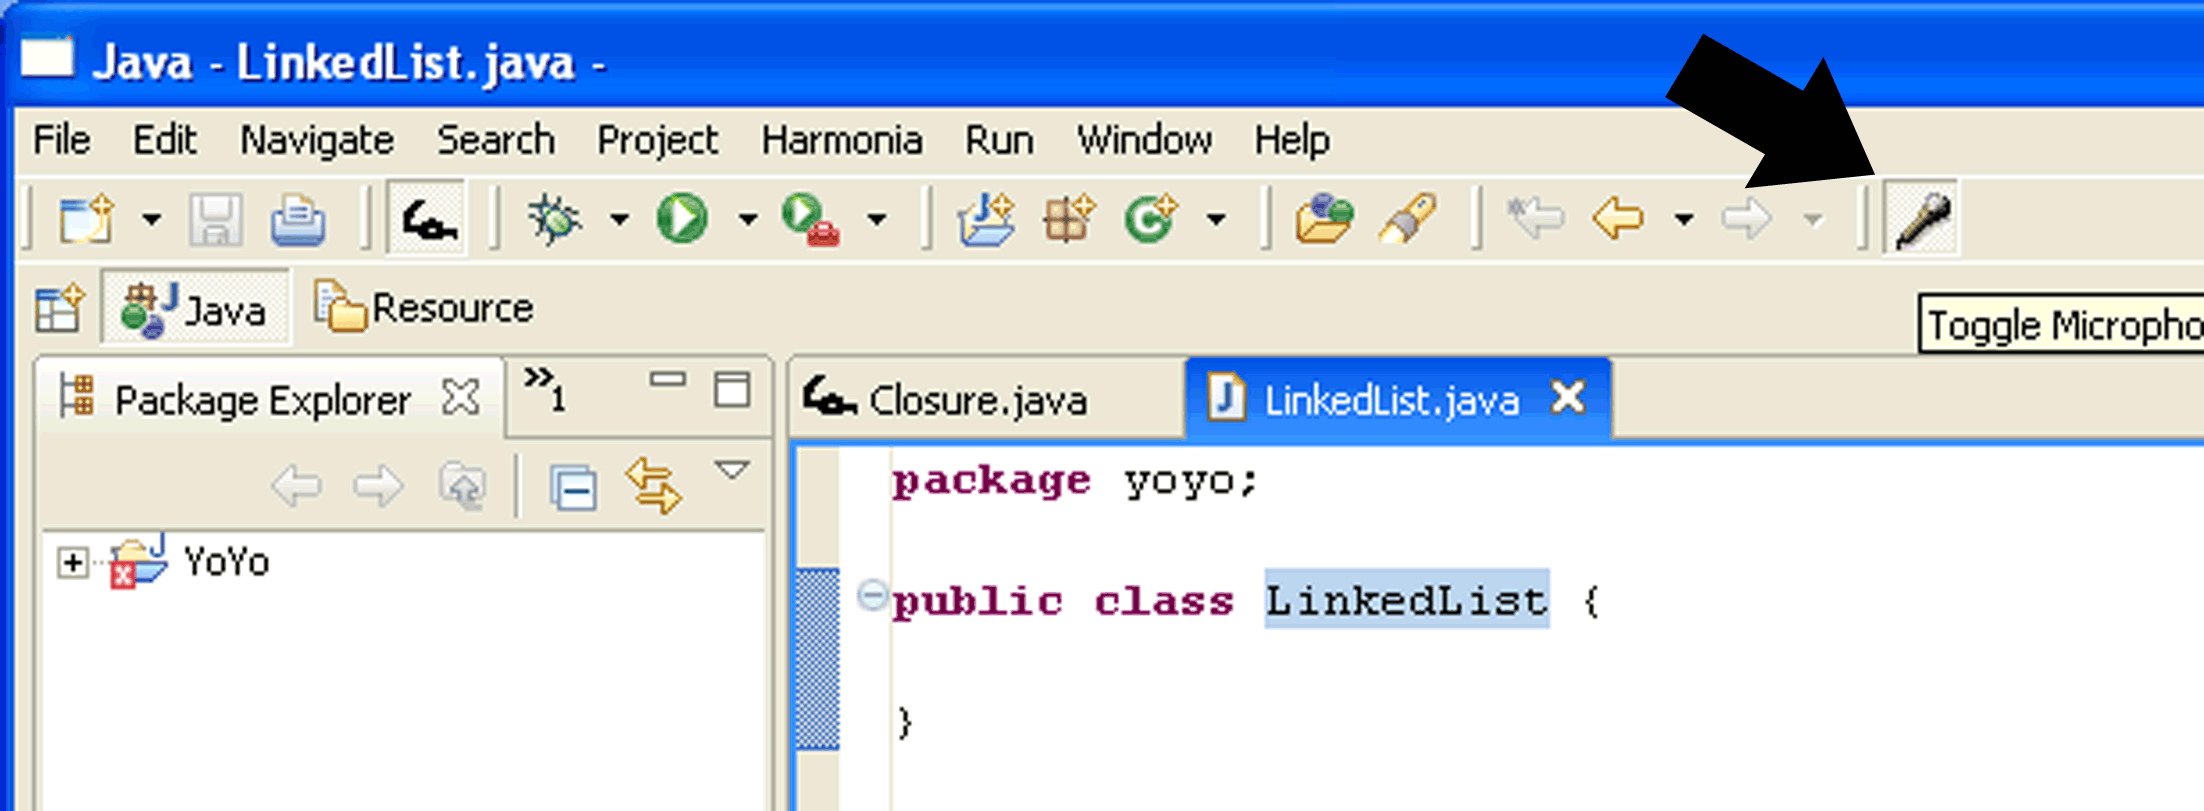 Java - LinkedList.java -
File Edit Navigate Search Project Harmonia Run Window Help
Java Resource
Toggle Micropho
Package Explorer 1
Closure.java LinkedList.java
YoYo
package yoyo;
public class LinkedList {
}